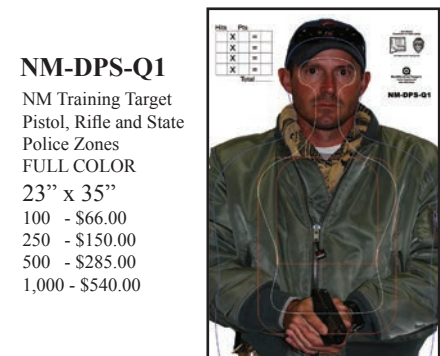 NM-DPS-Q1
NM Training Target
Pistol, Rifle and State
Police Zones
FULL COLOR
23” x 35”
100 - $66.00
250 - $150.00
500 - $285.00
1,000 - $540.00
Hits Pts
X =
X =
X =
X =
Total
NM-DPS-Q1